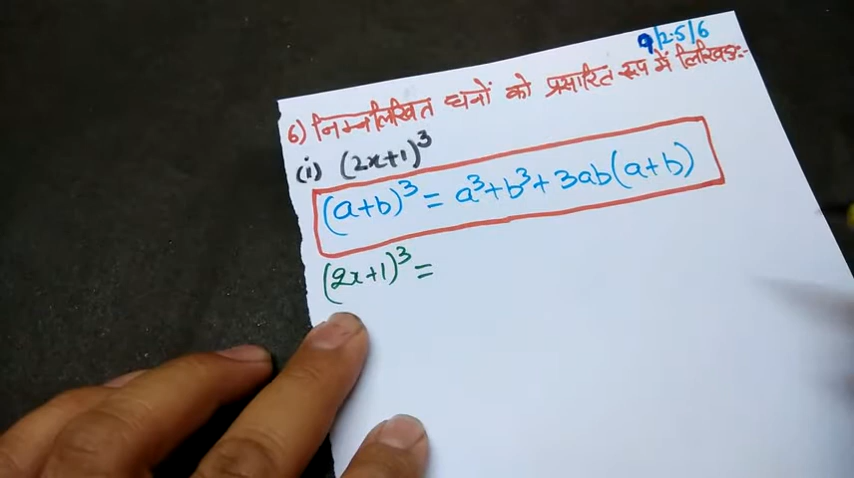 9/2.5/6
6) निम्नलिखित घनों को प्रसारित रूप में लिखिए:-
(i) (2x+1)³
(a+b)³ = a³+b³+3ab(a+b)
(2x+1)³ =